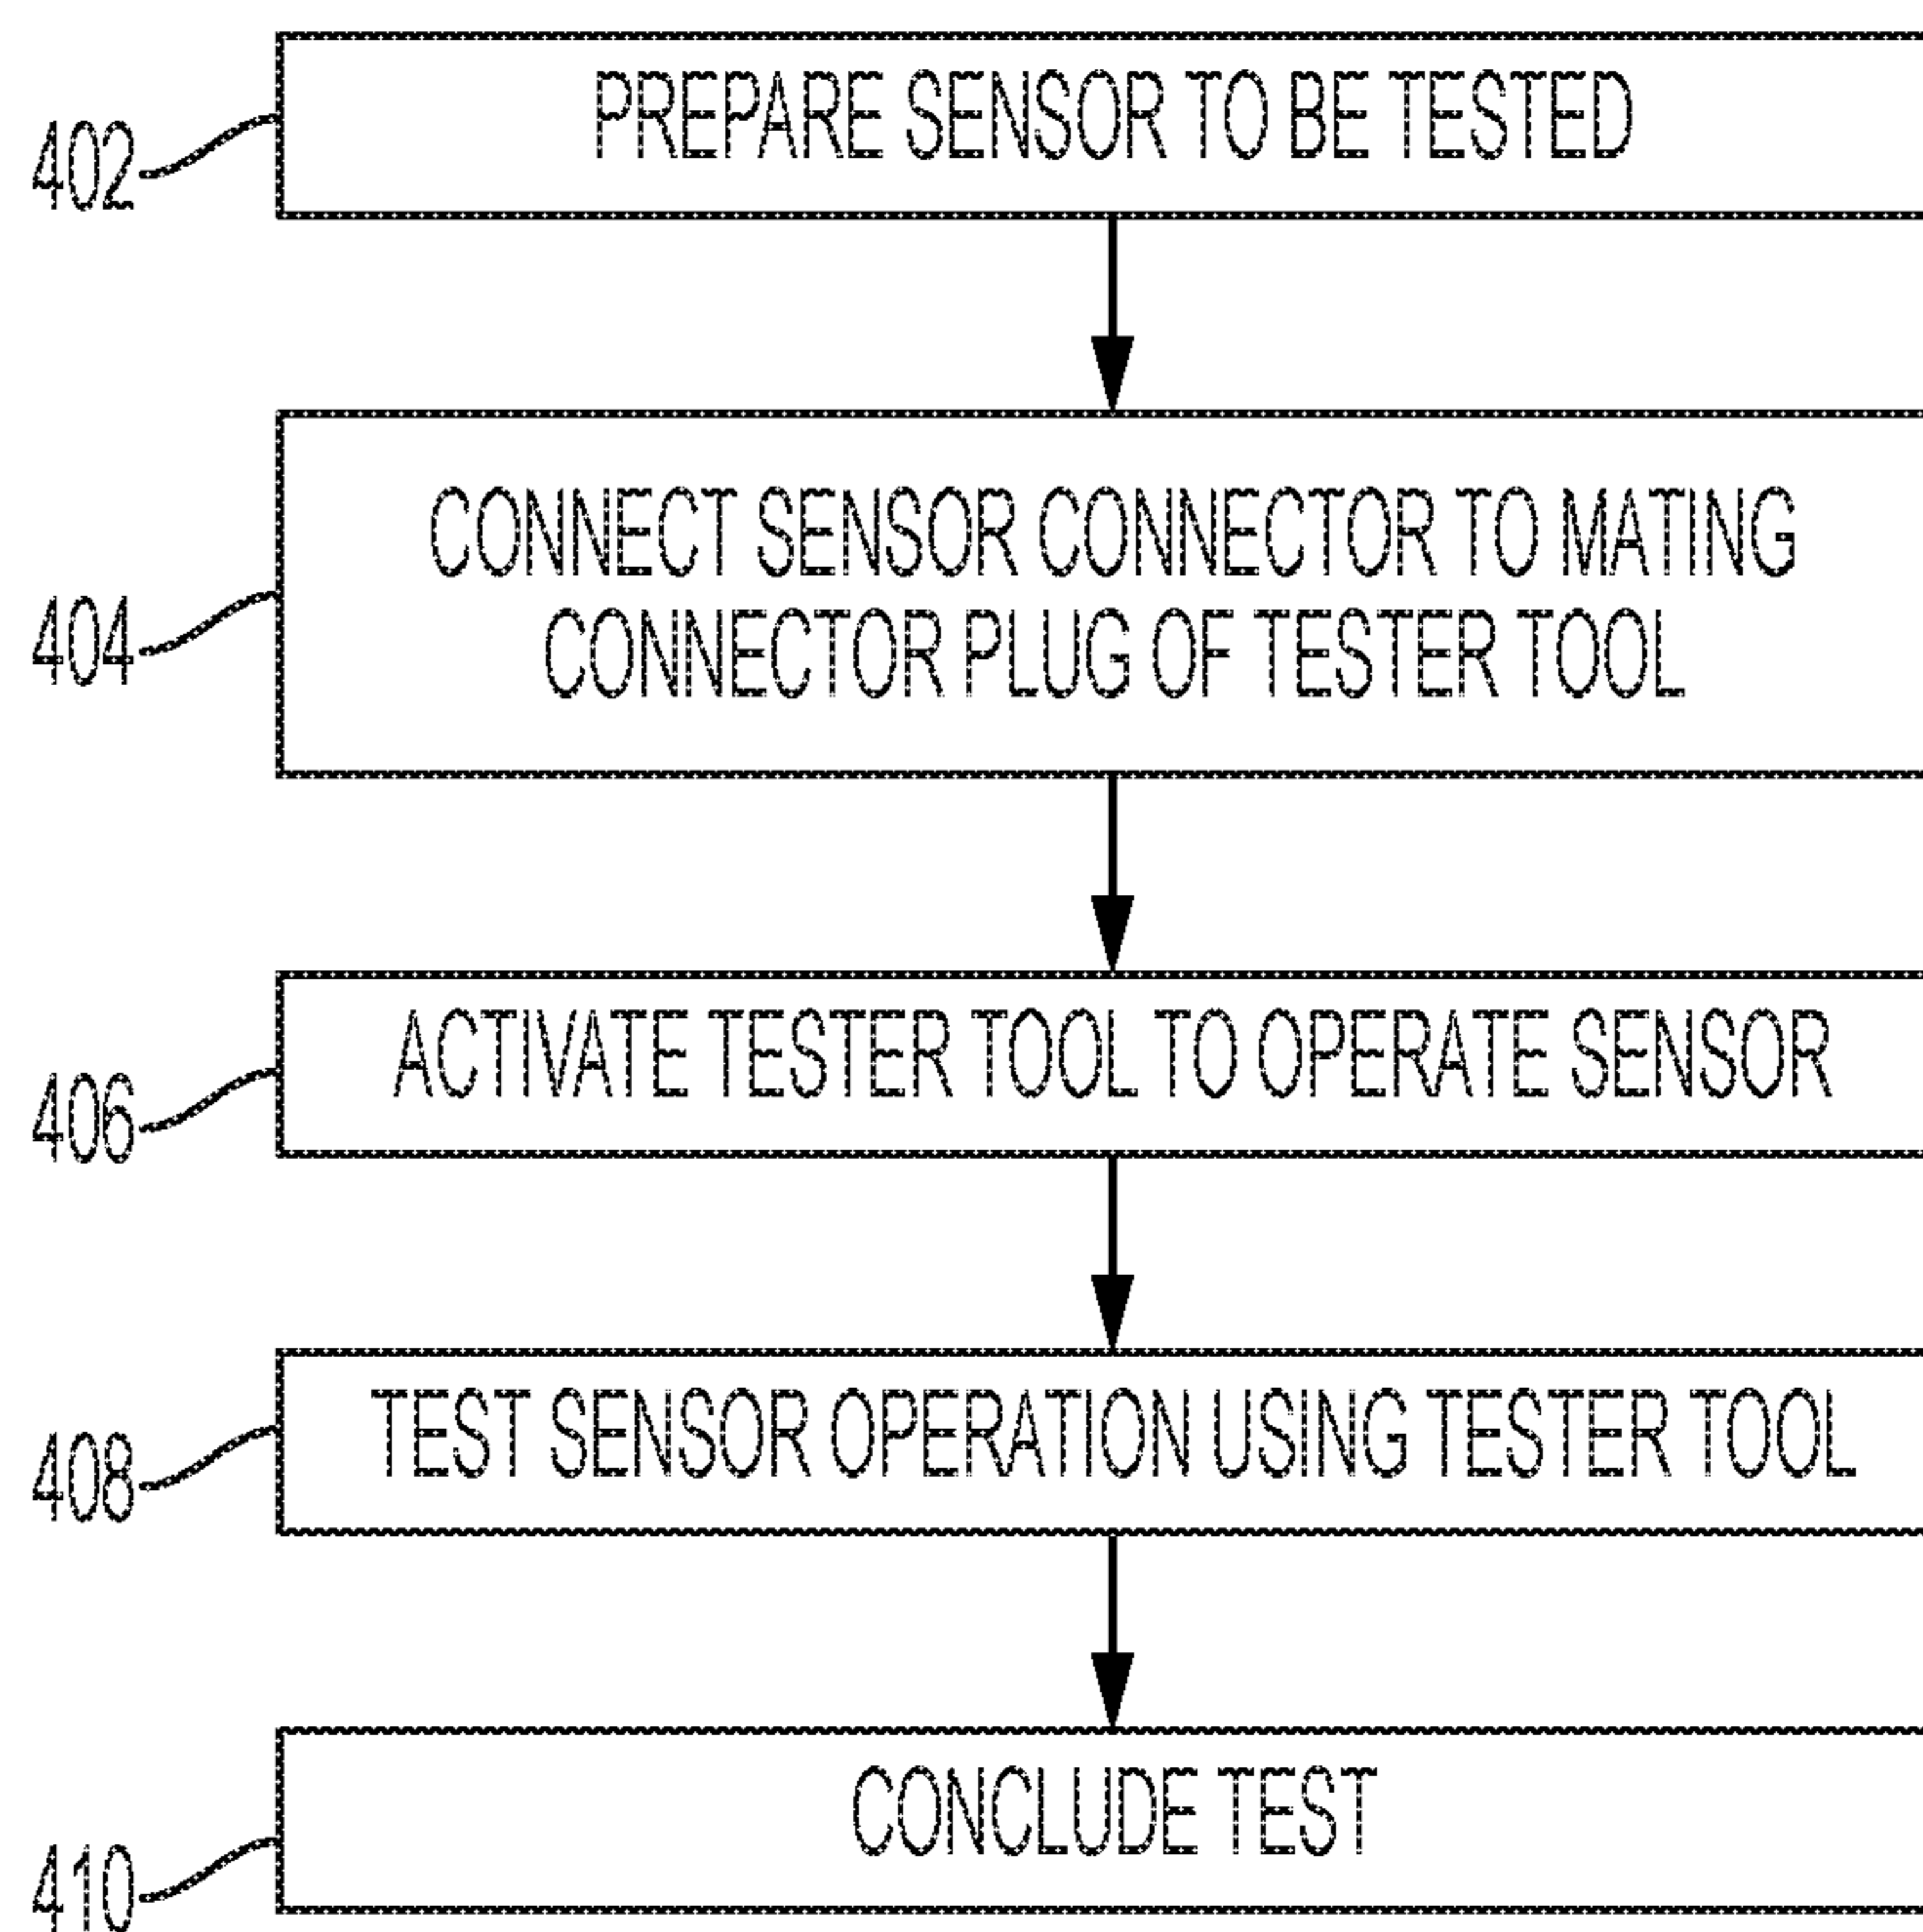 PREPARE SENSOR TO BE TESTED
402
CONNECT SENSOR CONNECTOR TO MATING
CONNECTOR PLUG OF TESTER TOOL
404
ACTIVATE TESTER TOOL TO OPERATE SENSOR
406
TEST SENSOR OPERATION USING TESTER TOOL
408
CONCLUDE TEST
410